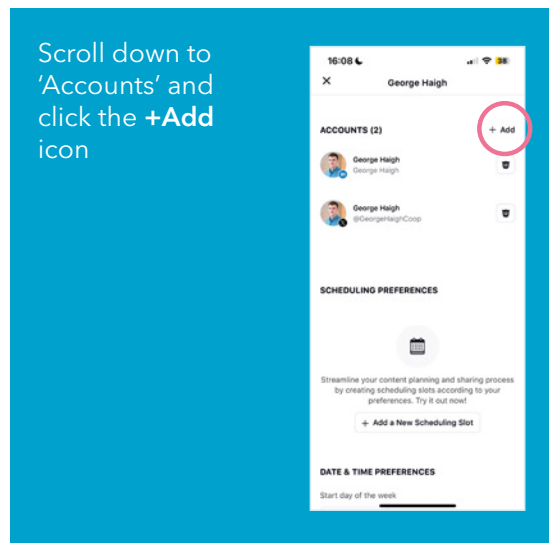 Scroll down to
'Accounts' and
click the +Add
icon
16:08
38
George Haigh
ACCOUNTS (2)
+ Add
George Haigh
George Haigh
George Haigh
@GeorgeHaighCoop
SCHEDULING PREFERENCES
Streamline your content planning and sharing process
by creating scheduling slots according to your
preferences. Try it out now!
+ Add a New Scheduling Slot
DATE & TIME PREFERENCES
Start day of the week